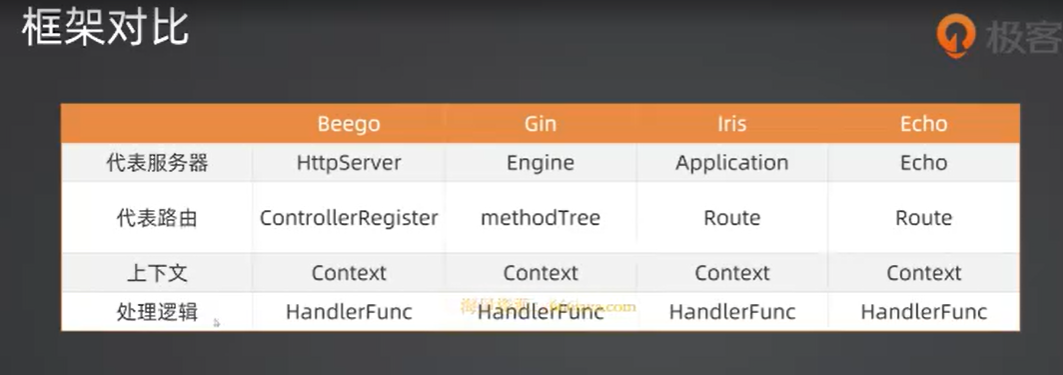 框架对比
极客
Beego Gin Iris Echo
代表服务器 HttpServer Engine Application Echo
代表路由 ControllerRegister methodTree Route Route
上下文 Context Context Context Context
处理逻辑 HandlerFunc HandlerFunc HandlerFunc HandlerFunc